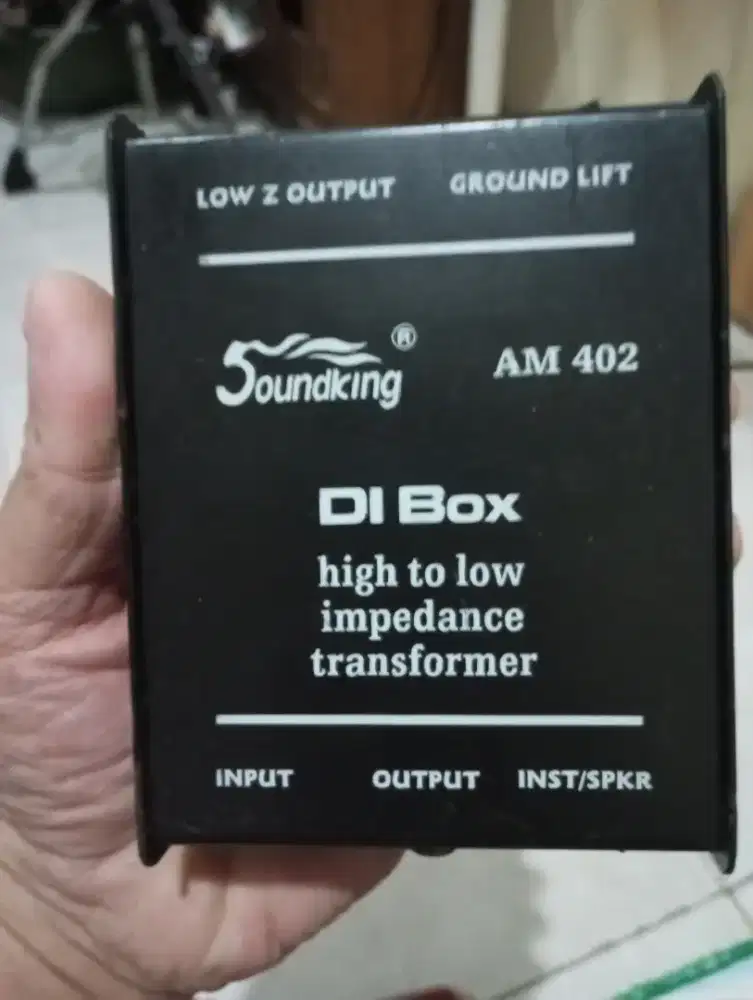 LOW Z OUTPUT GROUND LIFT
Soundking ® AM 402
DI BOX
high to low
impedance
transformer
INPUT OUTPUT INST/SPKR